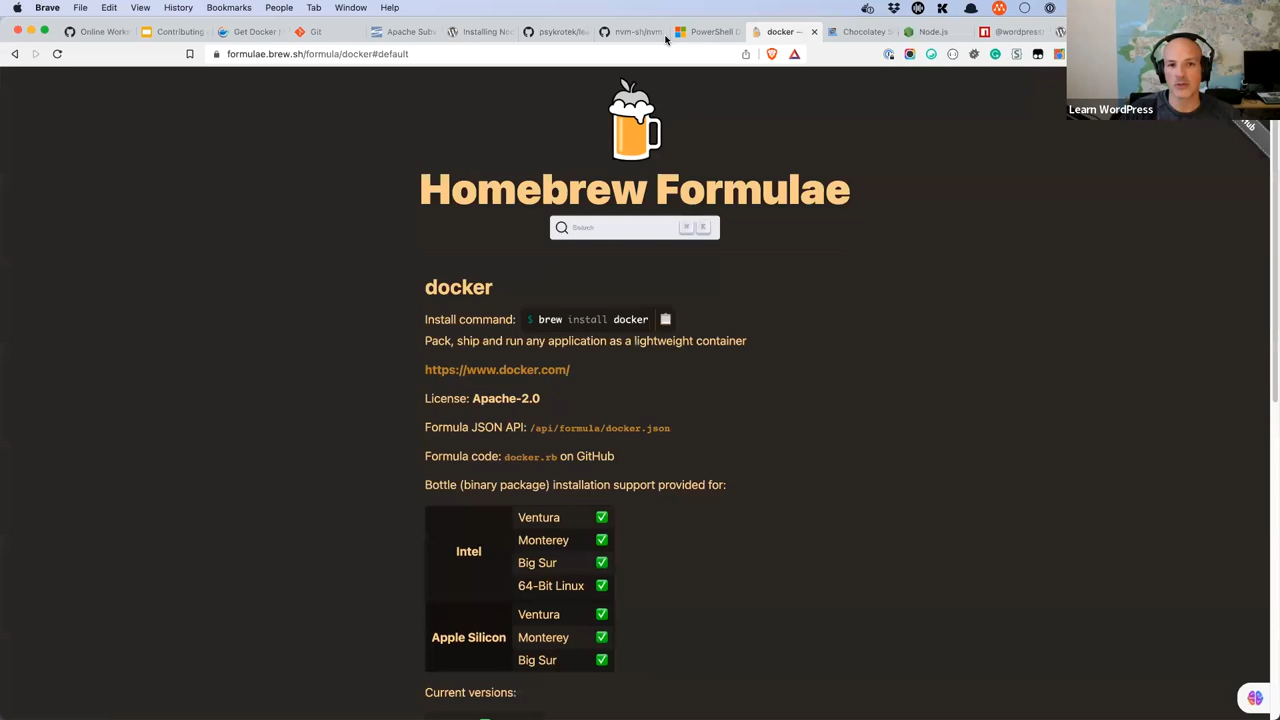 Brave File Edit View History Bookmarks People Tab Window Help
Online Works Contributing Get Docker Git Apache Sub Installing No psykrotek/le nvm-sh/nvm PowerShell D docker — Chocolatey S Node.js @wordpress
formulae.brew.sh/formula/docker#default
Learn WordPress
Homebrew Formulae
Search ⌘ K
docker
Install command: $ brew install docker
Pack, ship and run any application as a lightweight container
https://www.docker.com/
License: Apache-2.0
Formula JSON API: /api/formula/docker.json
Formula code: docker.rb on GitHub
Bottle (binary package) installation support provided for:
Intel
Ventura ✅
Monterey ✅
Big Sur ✅
64-Bit Linux ✅
Apple Silicon
Ventura ✅
Monterey ✅
Big Sur ✅
Current versions: